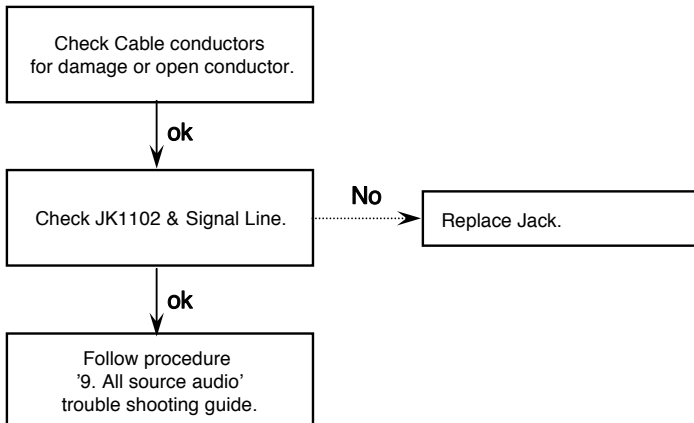 Check Cable conductors
for damage or open conductor.
ok
Check JK1102 & Signal Line.
No
Replace Jack.
ok
Follow procedure
'9. All source audio'
trouble shooting guide.